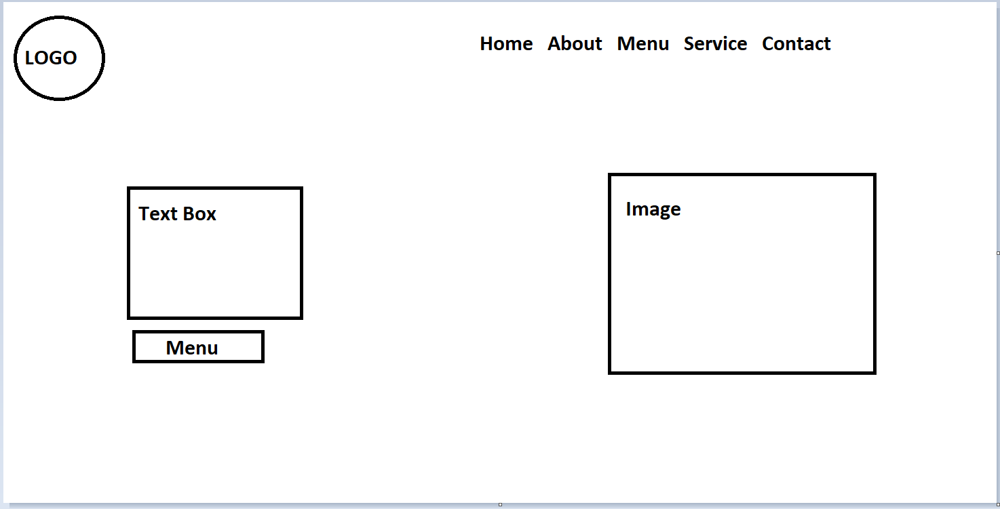 LOGO
Home About Menu Service Contact
Text Box
Image
Menu